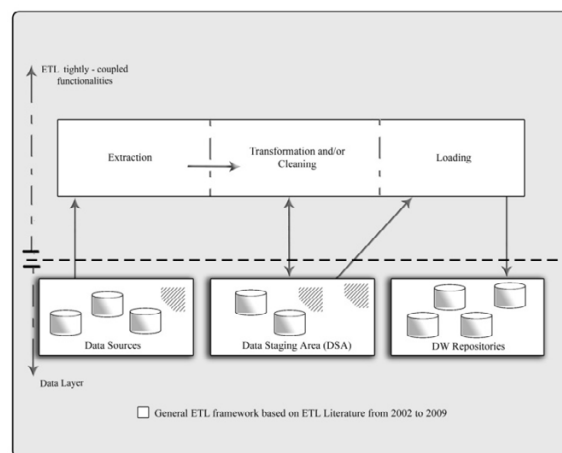 ETL tightly - coupled
functionalities
Extraction
Transformation and/or
Cleaning
Loading
Data Sources
Data Staging Area (DSA)
DW Repositories
Data Layer
General ETL framework based on ETL Literature from 2002 to 2009